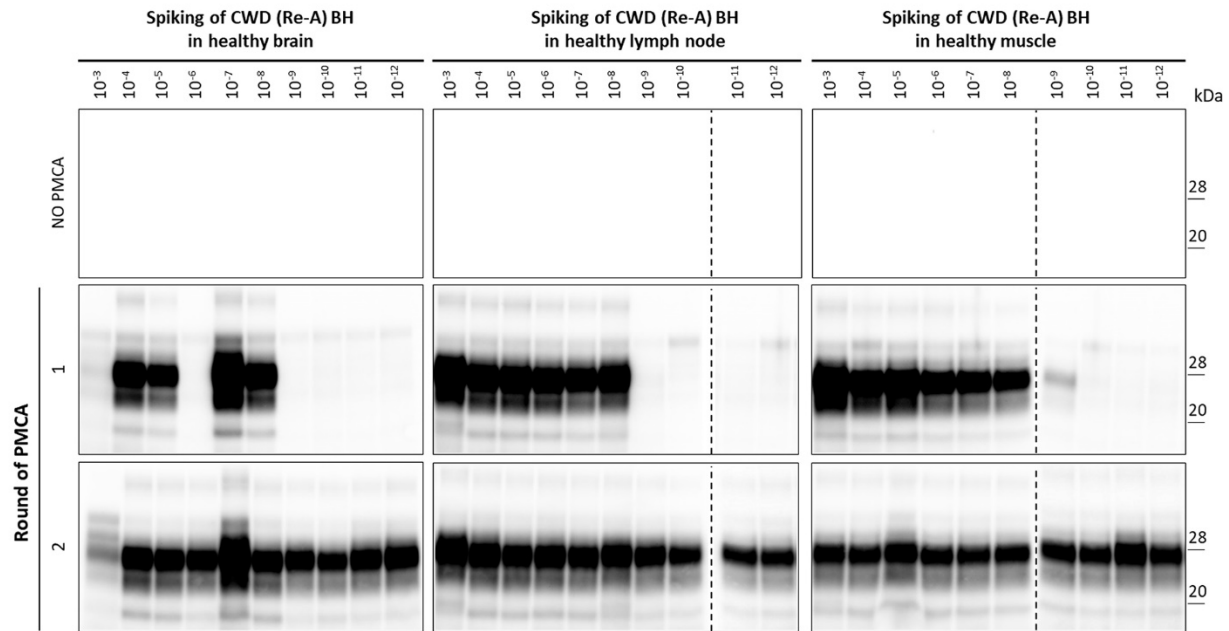 Spiking of CWD (Re-A) BH
in healthy brain
Spiking of CWD (Re-A) BH
in healthy lymph node
Spiking of CWD (Re-A) BH
in healthy muscle
10⁻³ 10⁻⁴ 10⁻⁵ 10⁻⁶ 10⁻⁷ 10⁻⁸ 10⁻⁹ 10⁻¹⁰ 10⁻¹¹ 10⁻¹²
10⁻³ 10⁻⁴ 10⁻⁵ 10⁻⁶ 10⁻⁷ 10⁻⁸ 10⁻⁹ 10⁻¹⁰ 10⁻¹¹ 10⁻¹²
10⁻³ 10⁻⁴ 10⁻⁵ 10⁻⁶ 10⁻⁷ 10⁻⁸ 10⁻⁹ 10⁻¹⁰ 10⁻¹¹ 10⁻¹²
kDa
NO PMCA
28
20
Round of PMCA
1
28
20
2
28
20